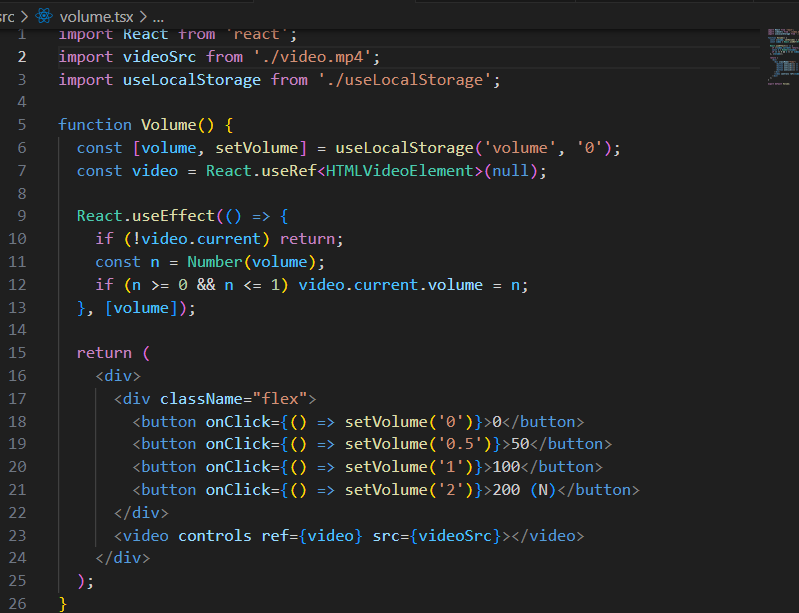 src > volume.tsx > ...
1 import React from 'react';
2 import videoSrc from './video.mp4';
3 import useLocalStorage from './useLocalStorage';
4
5 function Volume() {
6   const [volume, setVolume] = useLocalStorage('volume', '0');
7   const video = React.useRef<HTMLVideoElement>(null);
8
9   React.useEffect(() => {
10     if (!video.current) return;
11     const n = Number(volume);
12     if (n >= 0 && n <= 1) video.current.volume = n;
13   }, [volume]);
14
15   return (
16     <div>
17       <div className="flex">
18         <button onClick={() => setVolume('0')}>0</button>
19         <button onClick={() => setVolume('0.5')}>50</button>
20         <button onClick={() => setVolume('1')}>100</button>
21         <button onClick={() => setVolume('2')}>200 (N)</button>
22       </div>
23       <video controls ref={video} src={videoSrc}></video>
24     </div>
25   );
26 }